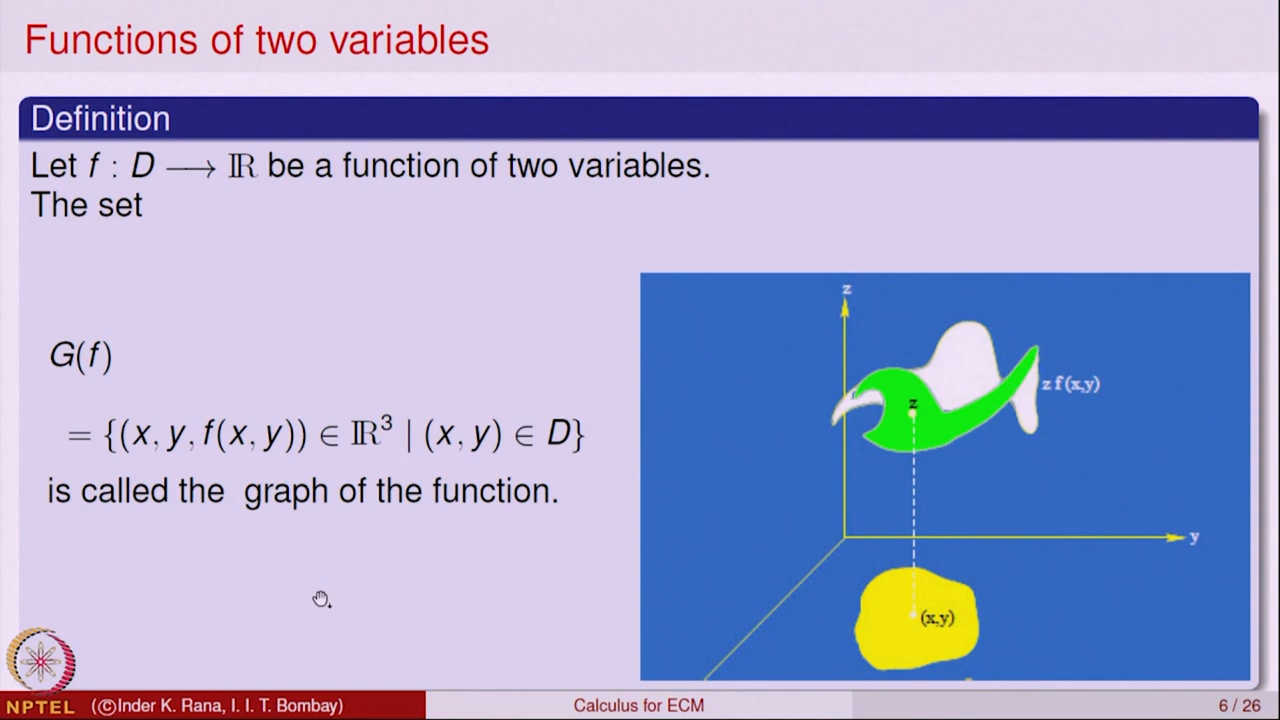 Functions of two variables
Definition
Let f : D ⟶ ℝ be a function of two variables.
The set
G(f)
= {(x, y, f(x, y)) ∈ ℝ³ | (x, y) ∈ D}
is called the graph of the function.
z
z f(x,y)
z
y
(x,y)
NPTEL (©Inder K. Rana, I. I. T. Bombay) Calculus for ECM 6 / 26